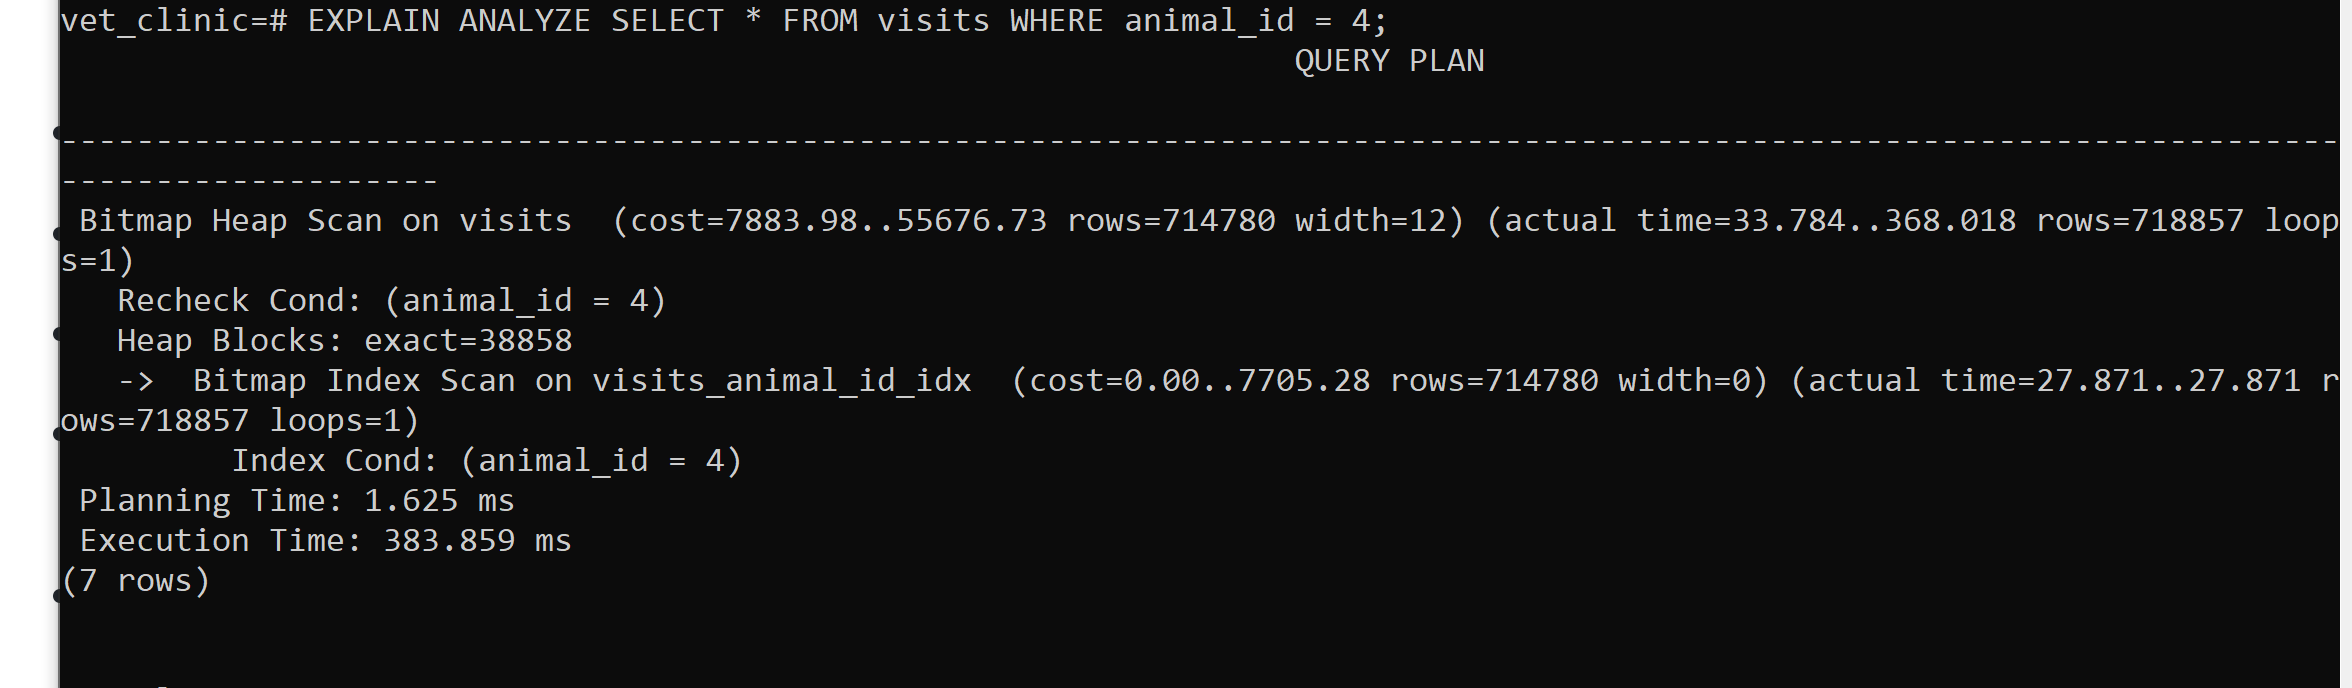 vet_clinic=# EXPLAIN ANALYZE SELECT * FROM visits WHERE animal_id = 4;
QUERY PLAN
-----------------------------------------------------------------------------------------------------------------------
--------------------
Bitmap Heap Scan on visits  (cost=7883.98..55676.73 rows=714780 width=12) (actual time=33.784..368.018 rows=718857 loop
s=1)
Recheck Cond: (animal_id = 4)
Heap Blocks: exact=38858
->  Bitmap Index Scan on visits_animal_id_idx  (cost=0.00..7705.28 rows=714780 width=0) (actual time=27.871..27.871 r
ows=718857 loops=1)
Index Cond: (animal_id = 4)
Planning Time: 1.625 ms
Execution Time: 383.859 ms
(7 rows)